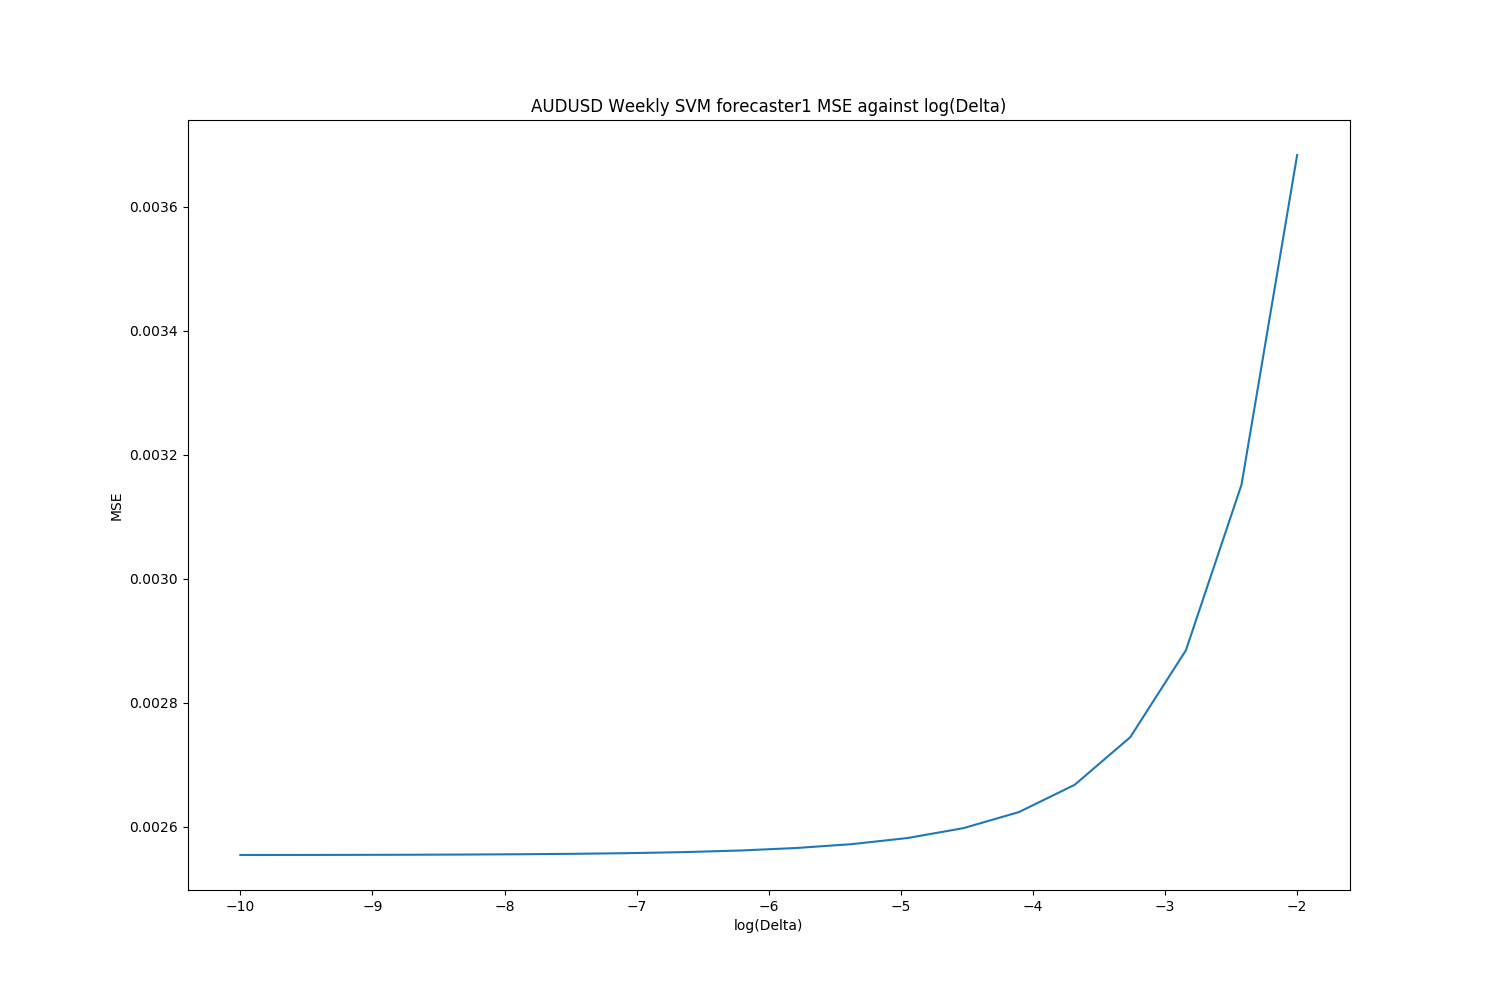 AUDUSD Weekly SVM forecaster1 MSE against log(Delta)
0.0036
0.0034
0.0032
0.0030
0.0028
0.0026
MSE
−10 −9 −8 −7 −6 −5 −4 −3 −2
log(Delta)